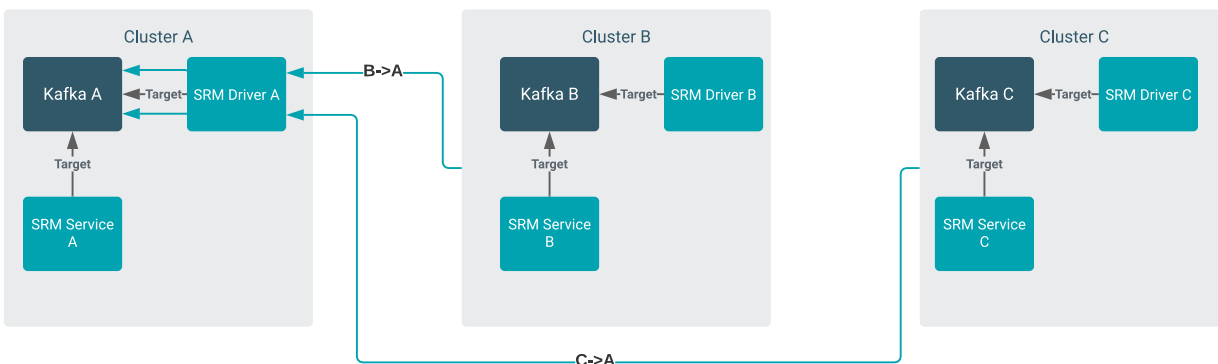 Cluster A
Kafka A
Target
SRM Driver A
Target
SRM Service
A
B->A
Cluster B
Kafka B
Target
SRM Driver B
Target
SRM Service
B
C->A
Cluster C
Kafka C
Target
SRM Driver C
Target
SRM Service
C